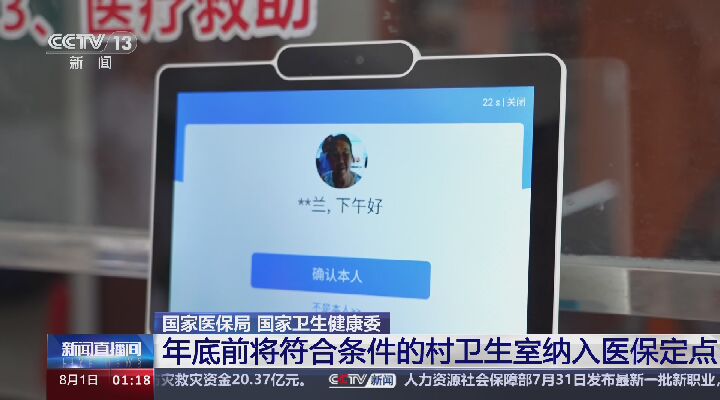 3、医疗救助
CCTV 13
新闻
22 s | 关闭
**兰, 下午好
确认本人
不是本人>>
国家医保局 国家卫生健康委
新闻直播间
年底前将符合条件的村卫生室纳入医保定点
8月1日 01:18 灾救灾资金20.37亿元。 CCTV 新闻 人力资源社会保障部7月31日发布最新一批新职业,